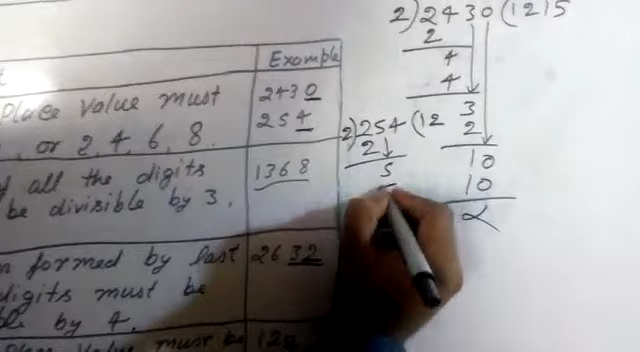 2)2430(1215
2
4
4
3
2
10
10
Example
Place Value must
, or 2, 4, 6, 8.
2430
254
2)254(12
2
5
all the digits
be divisible by 3.
1368
formed by last
digits must be
by 4.
2632
Place Value must be